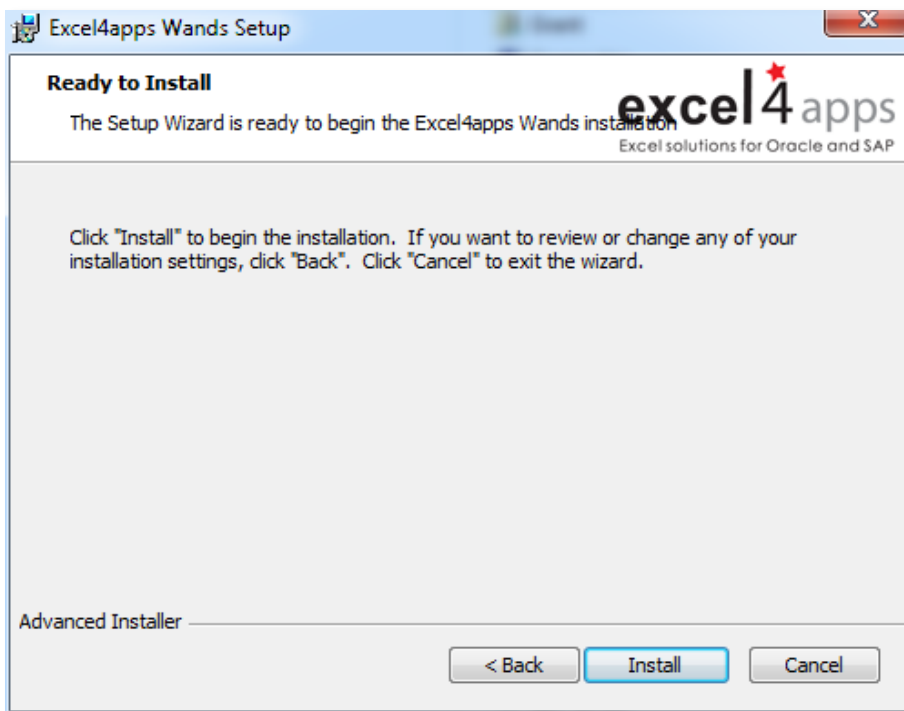 Excel4apps Wands Setup
X
Ready to Install
The Setup Wizard is ready to begin the Excel4apps Wands installation
excel4apps
Excel solutions for Oracle and SAP
Click "Install" to begin the installation. If you want to review or change any of your
installation settings, click "Back". Click "Cancel" to exit the wizard.
Advanced Installer
< Back Install Cancel